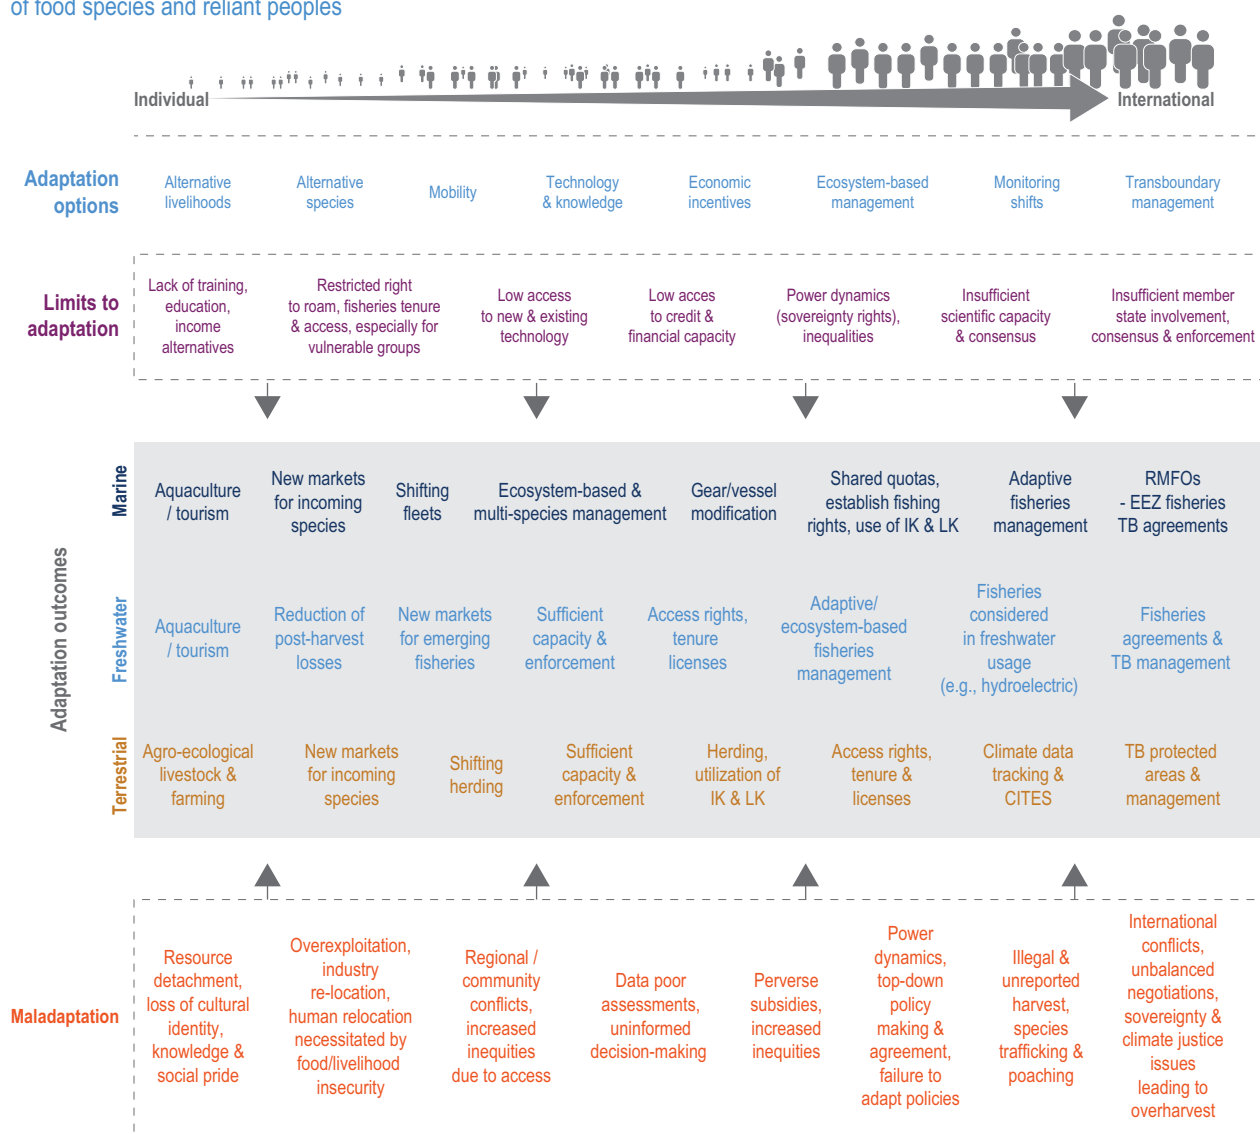 of food species and reliant peoples
Individual
International
Adaptation
options
Alternative
livelihoods
Alternative
species
Mobility
Technology
& knowledge
Economic
incentives
Ecosystem-based
management
Monitoring
shifts
Transboundary
management
Limits to
adaptation
Lack of training,
education,
income
alternatives
Restricted right
to roam, fisheries tenure
& access, especially for
vulnerable groups
Low access
to new & existing
technology
Low acces
to credit &
financial capacity
Power dynamics
(sovereignty rights),
inequalities
Insufficient
scientific capacity
& consensus
Insufficient member
state involvement,
consensus & enforcement
Adaptation outcomes
Marine
Aquaculture
/ tourism
New markets
for incoming
species
Shifting
fleets
Ecosystem-based &
multi-species management
Gear/vessel
modification
Shared quotas,
establish fishing
rights, use of IK & LK
Adaptive
fisheries
management
RMFOs
- EEZ fisheries
TB agreements
Freshwater
Aquaculture
/ tourism
Reduction of
post-harvest
losses
New markets
for emerging
fisheries
Sufficient
capacity &
enforcement
Access rights,
tenure
licenses
Adaptive/
ecosystem-based
fisheries
management
Fisheries
considered
in freshwater
usage
(e.g., hydroelectric)
Fisheries
agreements &
TB management
Terrestrial
Agro-ecological
livestock &
farming
New markets
for incoming
species
Shifting
herding
Sufficient
capacity &
enforcement
Herding,
utilization of
IK & LK
Access rights,
tenure &
licenses
Climate data
tracking &
CITES
TB protected
areas &
management
Maladaptation
Resource
detachment,
loss of cultural
identity,
knowledge &
social pride
Overexploitation,
industry
re-location,
human relocation
necessitated by
food/livelihood
insecurity
Regional /
community
conflicts,
increased
inequities
due to access
Data poor
assessments,
uninformed
decision-making
Perverse
subsidies,
increased
inequities
Power
dynamics,
top-down
policy
making &
agreement,
failure to
adapt policies
Illegal &
unreported
harvest,
species
trafficking &
poaching
International
conflicts,
unbalanced
negotiations,
sovereignty &
climate justice
issues
leading to
overharvest